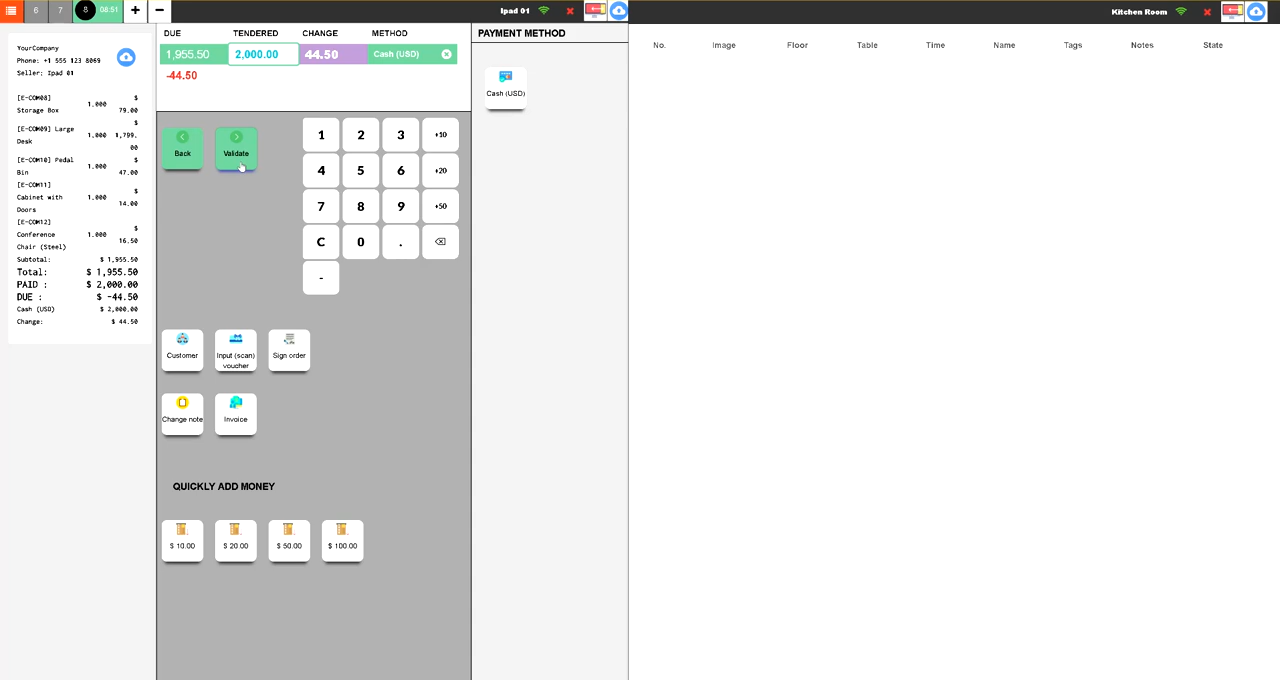 6 7 8 08:51 + −
Ipad 01
Kitchen Room
YourCompany
Phone: +1 555 123 8069
Seller: Ipad 01
[E-COM08]
Storage Box
1.000
$
79.00
[E-COM09] Large
Desk
1.000
$
1,799.
00
[E-COM10] Pedal
Bin
1.000
$
47.00
[E-COM11]
Cabinet with
Doors
1.000
$
14.00
[E-COM12]
Conference
Chair (Steel)
1.000
$
16.50
Subtotal: $ 1,955.50
Total: $ 1,955.50
PAID : $ 2,000.00
DUE : $ -44.50
Cash (USD) $ 2,000.00
Change: $ 44.50
DUE TENDERED CHANGE METHOD
1,955.50 2,000.00 44.50 Cash (USD)
-44.50
Back
Validate
1 2 3 +10
4 5 6 +20
7 8 9 +50
C 0 .
-
Customer
Input (scan)
voucher
Sign order
Change note
Invoice
QUICKLY ADD MONEY
$ 10.00 $ 20.00 $ 50.00 $ 100.00
PAYMENT METHOD
Cash (USD)
No. Image Floor Table Time Name Tags Notes State